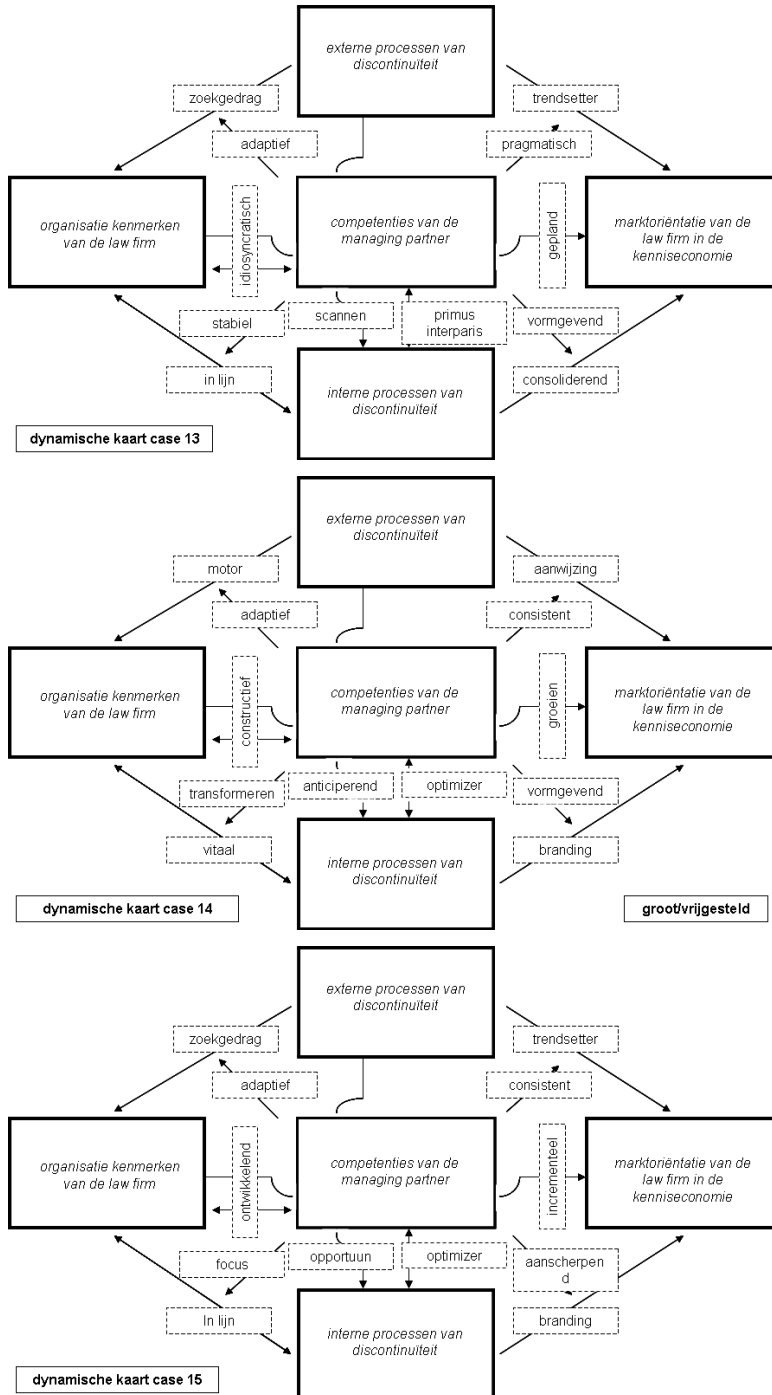 externe processen van
discontinuïteit
zoekgedrag
trendsetter
adaptief
pragmatisch
organisatie kenmerken
van de law firm
idiosyncratisch
competenties van de
managing partner
gepland
marktoriëntatie van de
law firm in de
kenniseconomie
stabiel
scannen
primus
interparis
vormgevend
in lijn
interne processen van
discontinuïteit
consoliderend
dynamische kaart case 13
externe processen van
discontinuïteit
motor
aanwijzing
adaptief
consistent
organisatie kenmerken
van de law firm
constructief
competenties van de
managing partner
groeien
marktoriëntatie van de
law firm in de
kenniseconomie
transformeren
anticiperend
optimizer
vormgevend
vitaal
interne processen van
discontinuïteit
branding
dynamische kaart case 14
groot/vrijgesteld
externe processen van
discontinuïteit
zoekgedrag
trendsetter
adaptief
consistent
organisatie kenmerken
van de law firm
ontwikkelend
competenties van de
managing partner
incrementeel
marktoriëntatie van de
law firm in de
kenniseconomie
focus
opportuun
optimizer
aanscherpen
d
In lijn
interne processen van
discontinuïteit
branding
dynamische kaart case 15